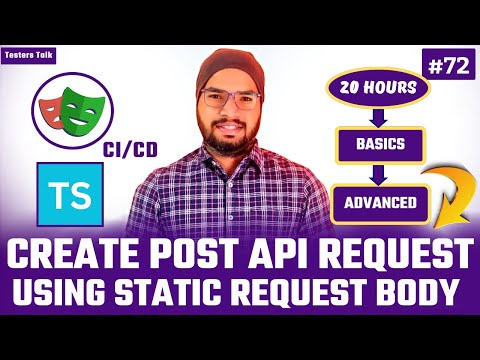 Testers Talk
#72
CI/CD
TS
20 HOURS
BASICS
ADVANCED
CREATE POST API REQUEST
USING STATIC REQUEST BODY